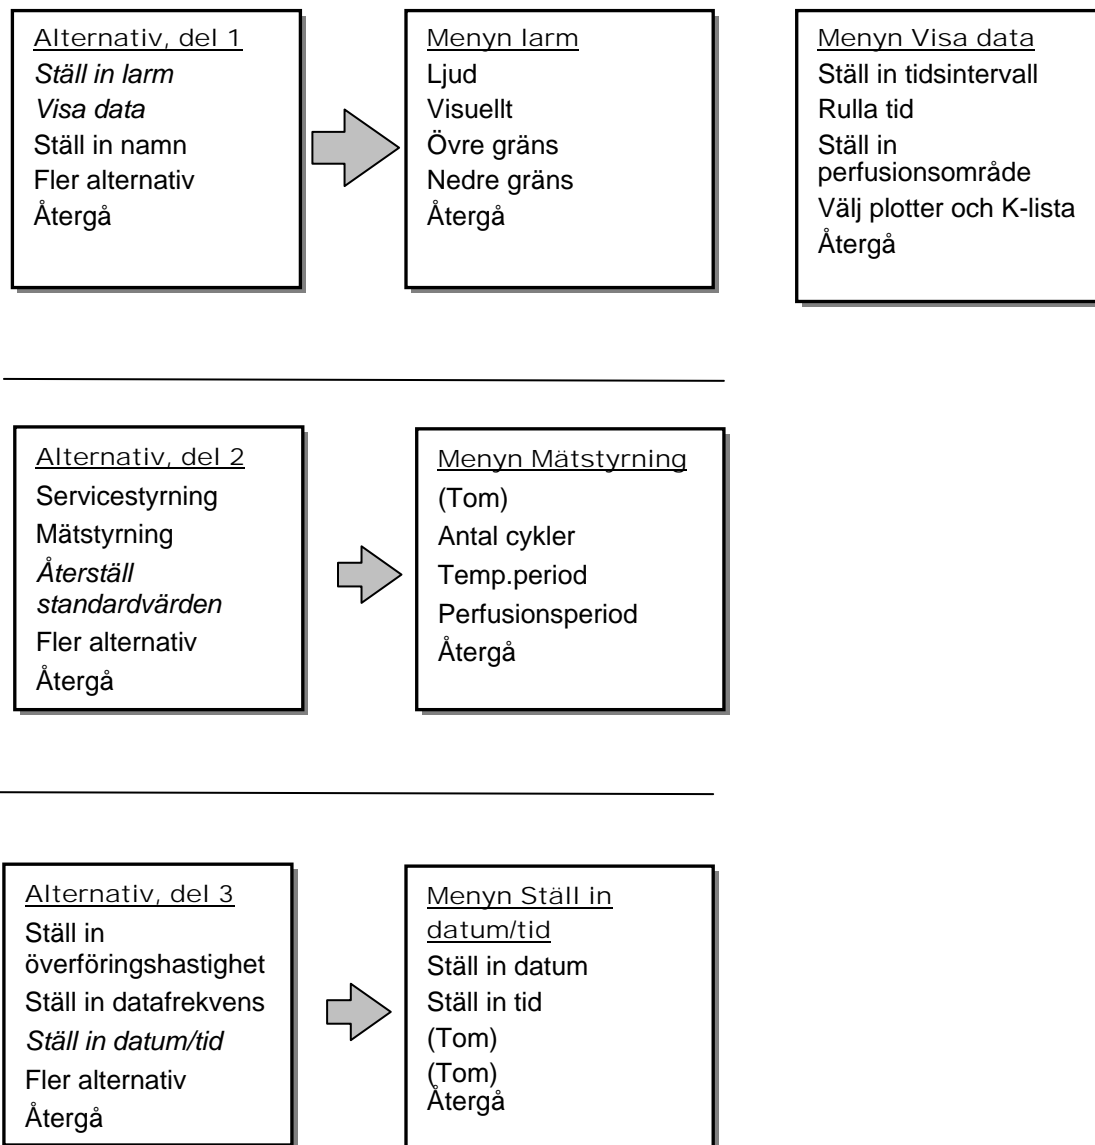 Alternativ, del 1
Ställ in larm
Visa data
Ställ in namn
Fler alternativ
Återgå
Menyn larm
Ljud
Visuellt
Övre gräns
Nedre gräns
Återgå
Menyn Visa data
Ställ in tidsintervall
Rulla tid
Ställ in
perfusionsområde
Välj plotter och K-lista
Återgå
Alternativ, del 2
Servicestyrning
Mätstyrning
Återställ
standardvärden
Fler alternativ
Återgå
Menyn Mätstyrning
(Tom)
Antal cykler
Temp.period
Perfusionsperiod
Återgå
Alternativ, del 3
Ställ in
överföringshastighet
Ställ in datafrekvens
Ställ in datum/tid
Fler alternativ
Återgå
Menyn Ställ in
datum/tid
Ställ in datum
Ställ in tid
(Tom)
(Tom)
Återgå